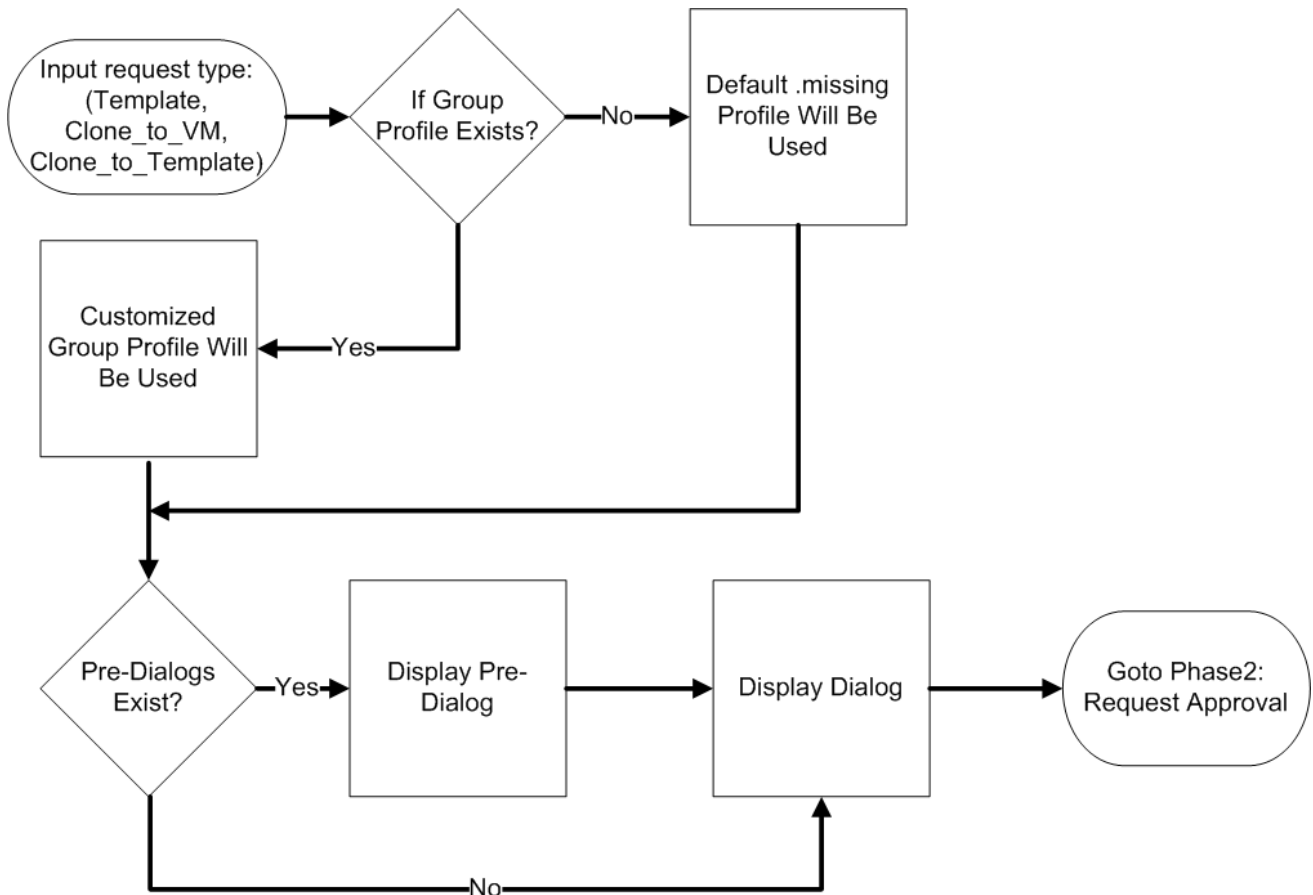 Input request type:
(Template,
Clone_to_VM,
Clone_to_Template)
If Group
Profile Exists?
No
Default .missing
Profile Will Be
Used
Customized
Group Profile Will
Be Used
Yes
Pre-Dialogs
Exist?
Yes
Display Pre-
Dialog
Display Dialog
Goto Phase2:
Request Approval
No